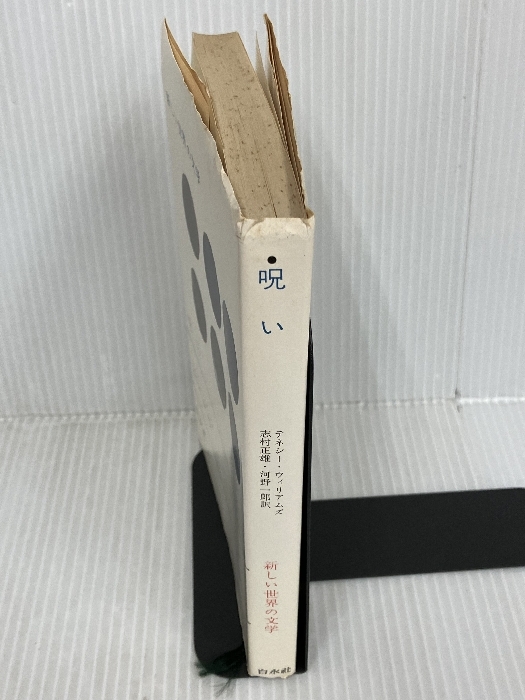 呪い
テネシー・ウィリアムズ
志村正雄・河野一郎訳
新しい世界の文学
白水社